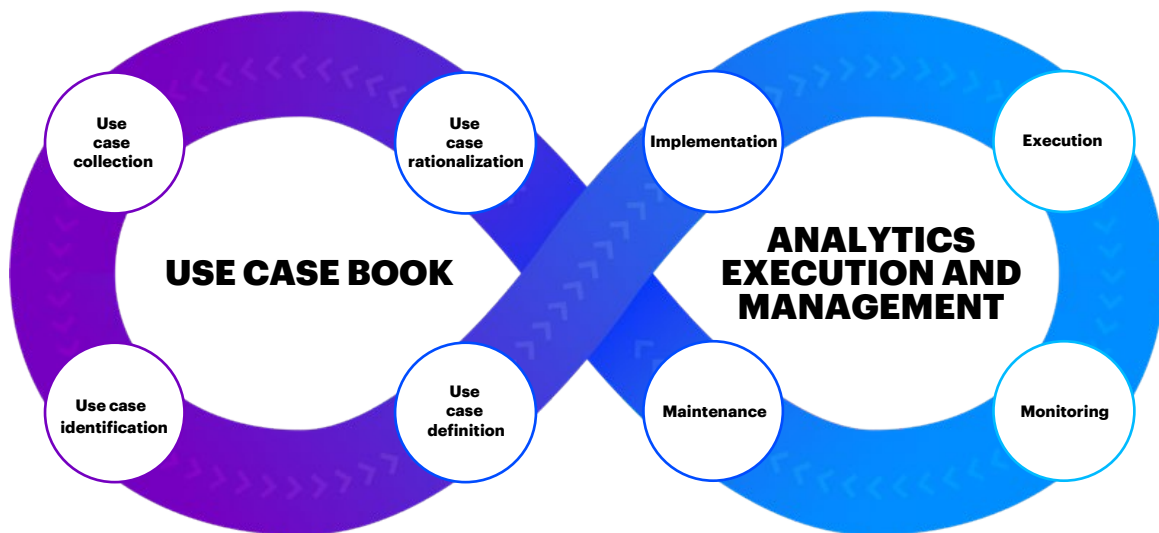 Use
case
collection
Use
case
rationalization
Implementation
Execution
USE CASE BOOK
ANALYTICS
EXECUTION AND
MANAGEMENT
Use case
identification
Use
case
definition
Maintenance
Monitoring